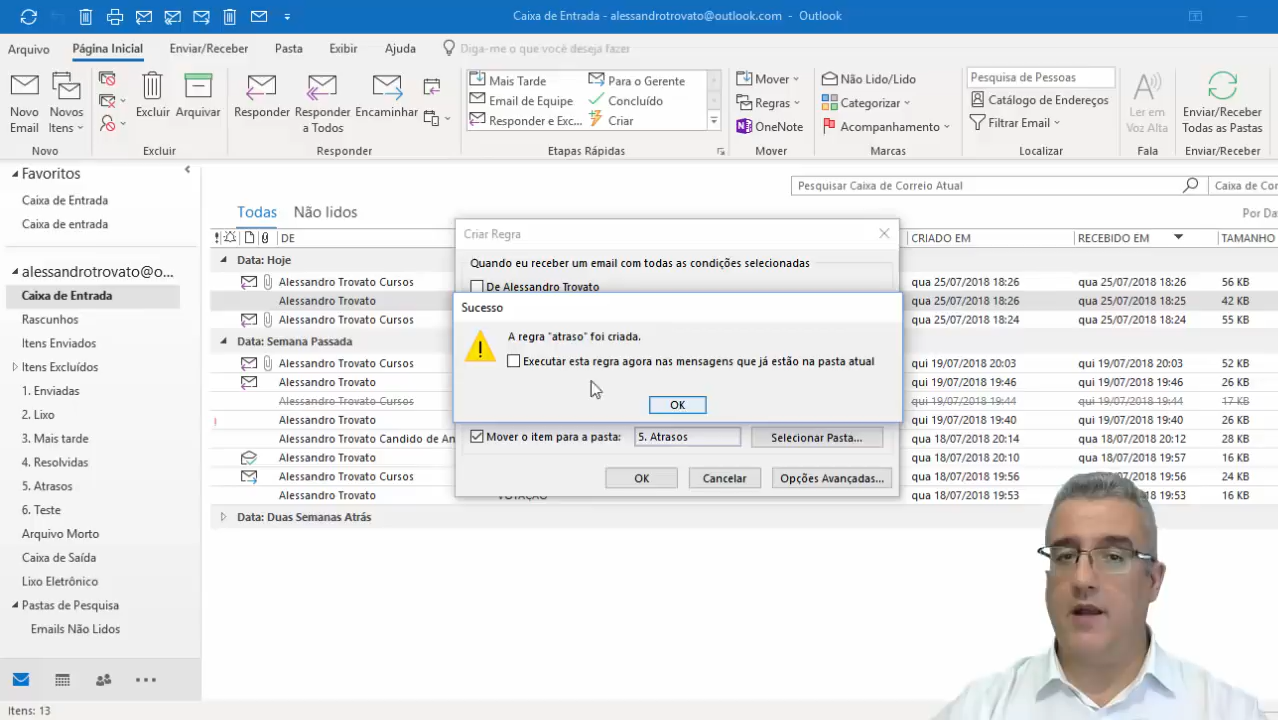 Caixa de Entrada - alessandrotrovato@outlook.com - Outlook
Arquivo Página Inicial Enviar/Receber Pasta Exibir Ajuda Diga-me o que você deseja fazer
Novo Email
Novos Itens
Novo
Excluir
Arquivar
Excluir
Responder
Responder a Todos
Encaminhar
Responder
Mais Tarde
Email de Equipe
Responder e Exc...
Para o Gerente
Concluído
Criar
Etapas Rápidas
Mover
Regras
OneNote
Mover
Não Lido/Lido
Categorizar
Acompanhamento
Marcas
Pesquisa de Pessoas
Catálogo de Endereços
Filtrar Email
Localizar
Ler em Voz Alta
Fala
Enviar/Receber Todas as Pastas
Enviar/Receber
Favoritos
Caixa de Entrada
Caixa de entrada
alessandrotrovato@o...
Caixa de Entrada
Rascunhos
Itens Enviados
Itens Excluídos
1. Enviadas
2. Lixo
3. Mais tarde
4. Resolvidas
5. Atrasos
6. Teste
Arquivo Morto
Caixa de Saída
Lixo Eletrônico
Pastas de Pesquisa
Emails Não Lidos
Itens: 13
Pesquisar Caixa de Correio Atual
Caixa de Cor
Todas Não lidos
Por Da
DE CRIADO EM RECEBIDO EM TAMANHO
Data: Hoje
Alessandro Trovato Cursos qua 25/07/2018 18:26 qua 25/07/2018 18:26 56 KB
Alessandro Trovato qua 25/07/2018 18:26 qua 25/07/2018 18:25 42 KB
Alessandro Trovato Cursos qua 25/07/2018 18:26 qua 25/07/2018 18:24 55 KB
Data: Semana Passada
Alessandro Trovato Cursos qui 19/07/2018 20:03 qui 19/07/2018 20:03 52 KB
Alessandro Trovato qui 19/07/2018 19:46 qui 19/07/2018 19:46 26 KB
Alessandro Trovato Cursos qui 19/07/2018 19:44 qui 19/07/2018 19:44 17 KB
Alessandro Trovato qui 19/07/2018 19:40 qui 19/07/2018 19:40 26 KB
Alessandro Trovato Candido de An qua 18/07/2018 20:14 qua 18/07/2018 20:12 28 KB
Alessandro Trovato qua 18/07/2018 20:10 qua 18/07/2018 19:57 16 KB
Alessandro Trovato Cursos qua 18/07/2018 19:56 qua 18/07/2018 19:56 24 KB
Alessandro Trovato VOTAÇÃO qua 18/07/2018 19:53 qua 18/07/2018 19:53 16 KB
Data: Duas Semanas Atrás
Criar Regra
Quando eu receber um email com todas as condições selecionadas
De Alessandro Trovato
Sucesso
A regra "atraso" foi criada.
Executar esta regra agora nas mensagens que já estão na pasta atual
OK
Mover o item para a pasta: 5. Atrasos Selecionar Pasta...
OK Cancelar Opções Avançadas...